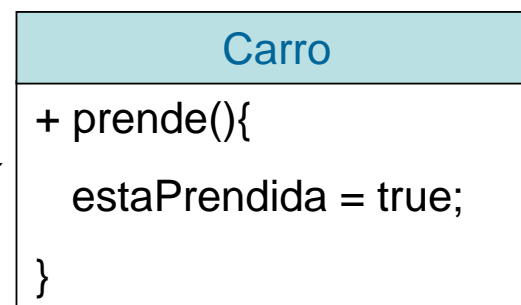 Carro
+ prende(){
estaPrendida = true;
}